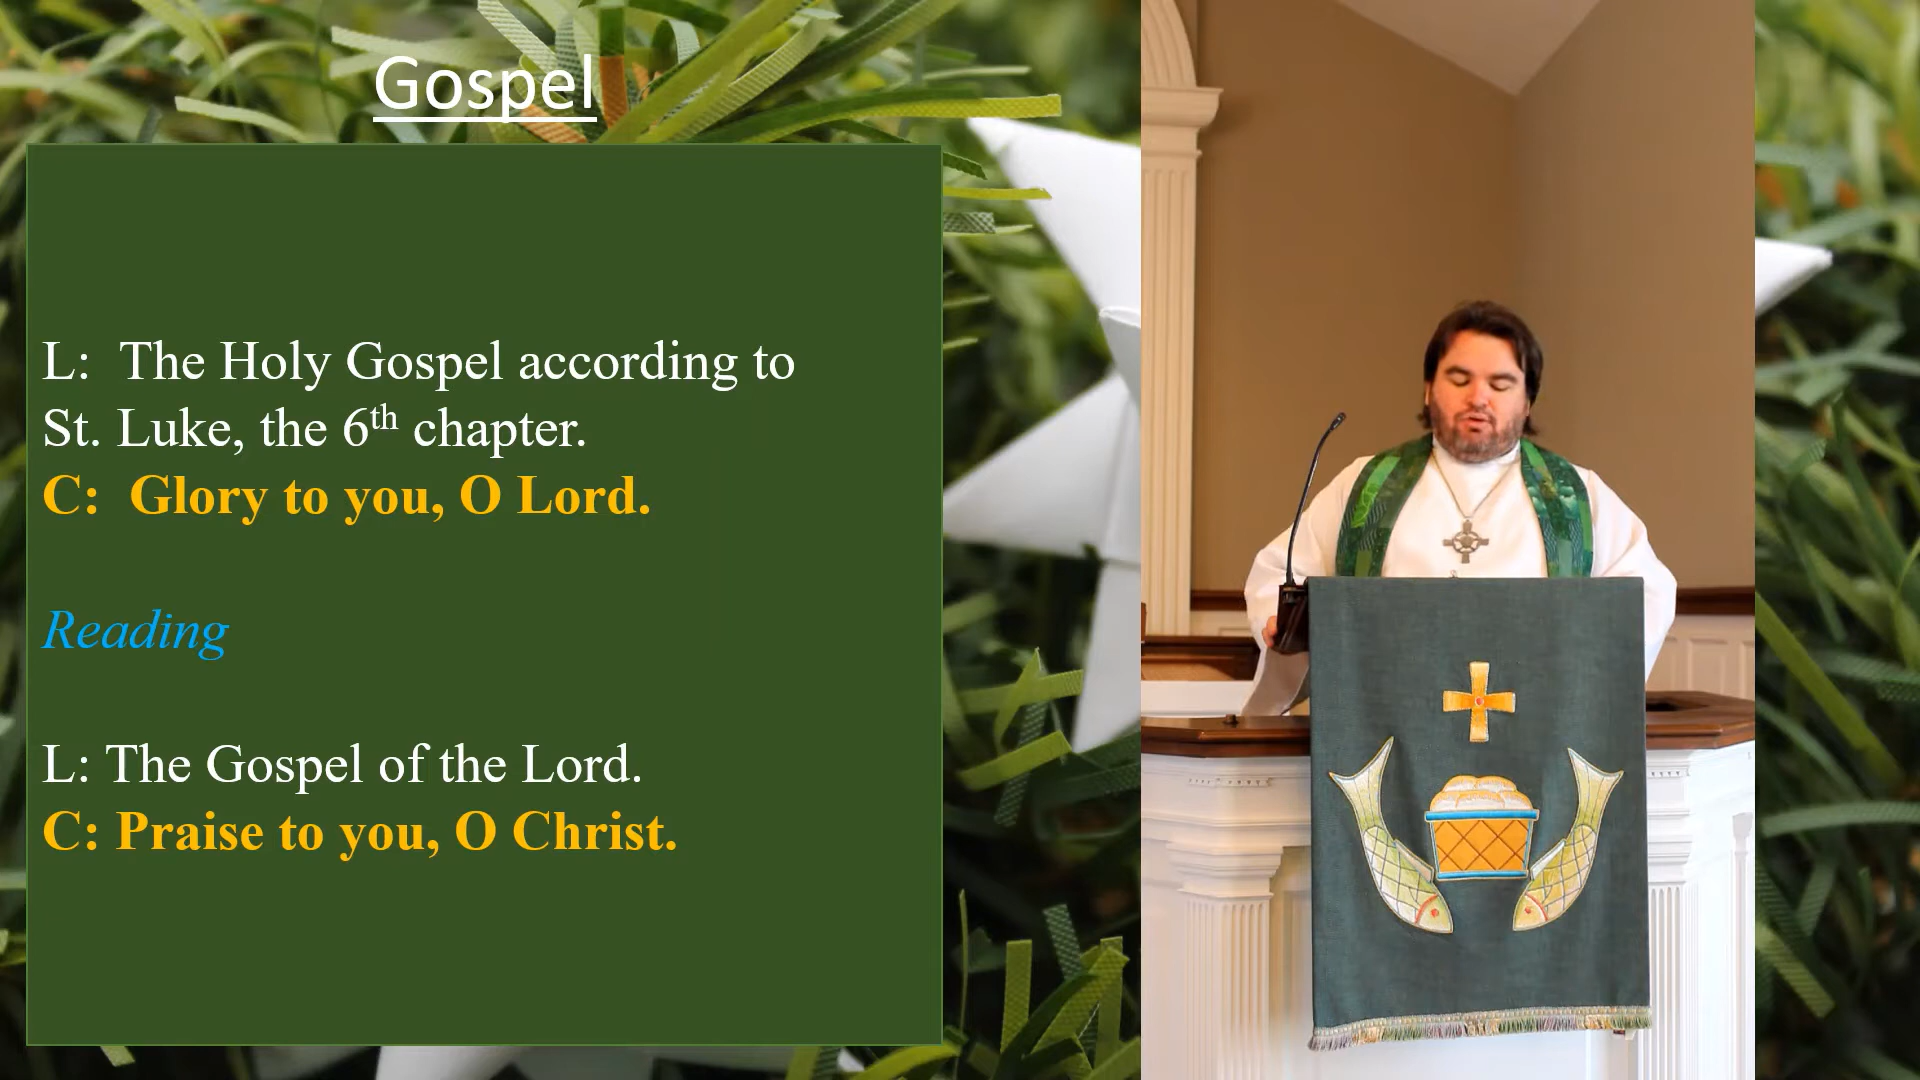 Gospel
L: The Holy Gospel according to
St. Luke, the 6th chapter.
C: Glory to you, O Lord.
Reading
L: The Gospel of the Lord.
C: Praise to you, O Christ.